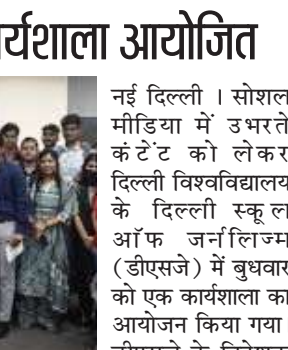 र्यशाला आयोजित
नई दिल्ली । सोशल
मीडिया में उभरते
कंटेंट को लेकर
दिल्ली विश्वविद्यालय
के दिल्ली स्कूल
ऑफ जर्नलिज्म
(डीएसजे) में बुधवार
को एक कार्यशाला का
आयोजन किया गया।